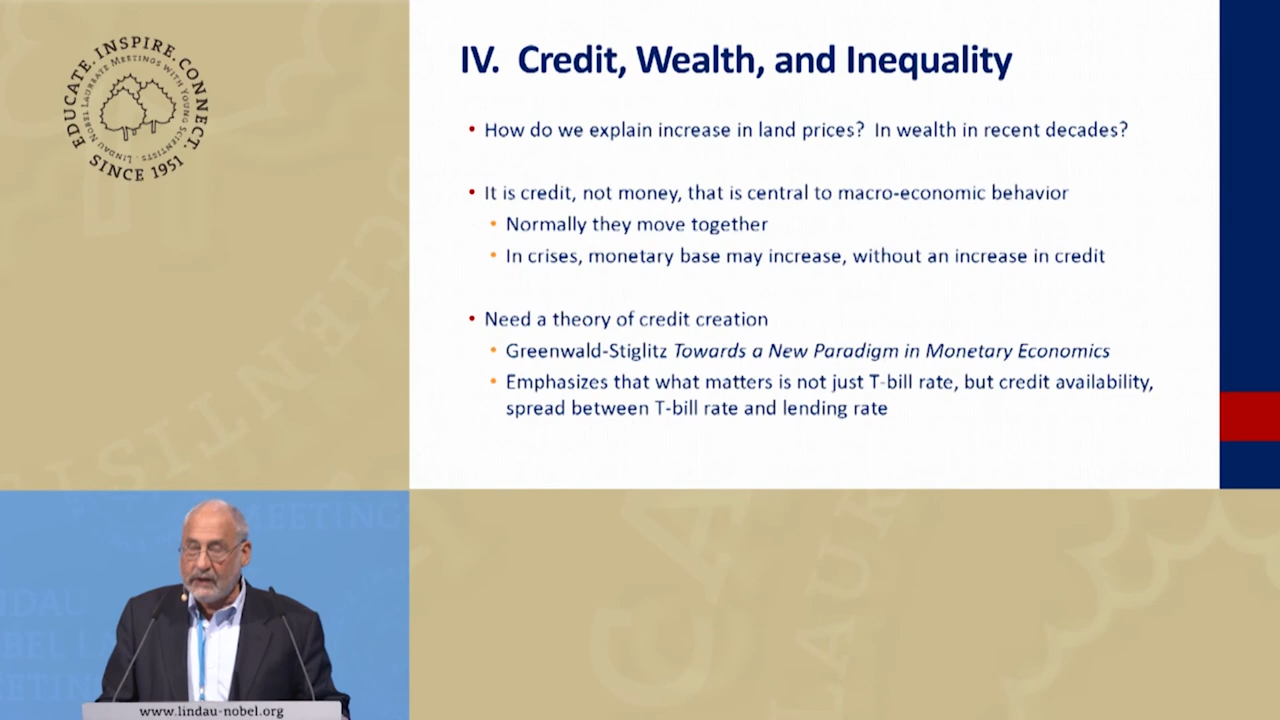 EDUCATE. INSPIRE. CONNECT.
LINDAU NOBEL LAUREATE MEETINGS WITH YOUNG SCIENTISTS
SINCE 1951
IV. Credit, Wealth, and Inequality
• How do we explain increase in land prices? In wealth in recent decades?
• It is credit, not money, that is central to macro-economic behavior
• Normally they move together
• In crises, monetary base may increase, without an increase in credit
• Need a theory of credit creation
• Greenwald-Stiglitz Towards a New Paradigm in Monetary Economics
• Emphasizes that what matters is not just T-bill rate, but credit availability,
spread between T-bill rate and lending rate
MEETING
NDAU
OBEL L
EETIN
www.lindau-nobel.org